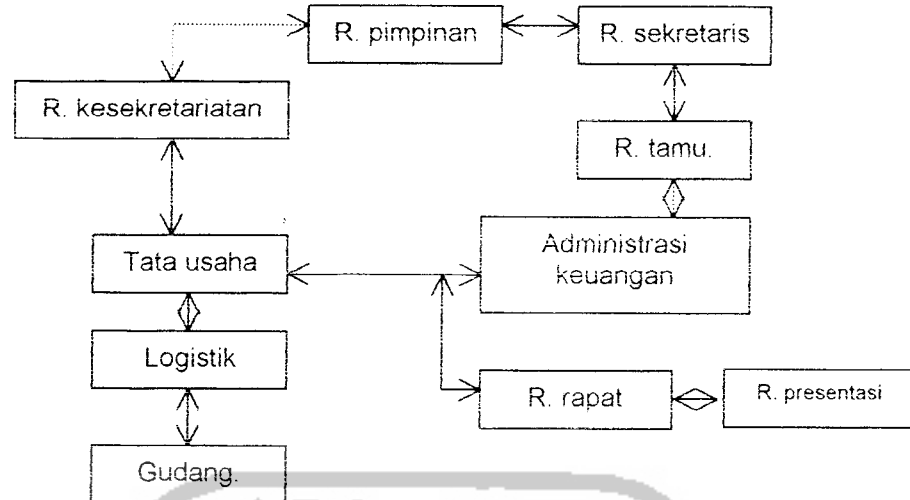 R. pimpinan
R. sekretaris
R. kesekretariatan
R. tamu.
Tata usaha
Administrasi
keuangan
Logistik
R. rapat
R. presentasi
Gudang.